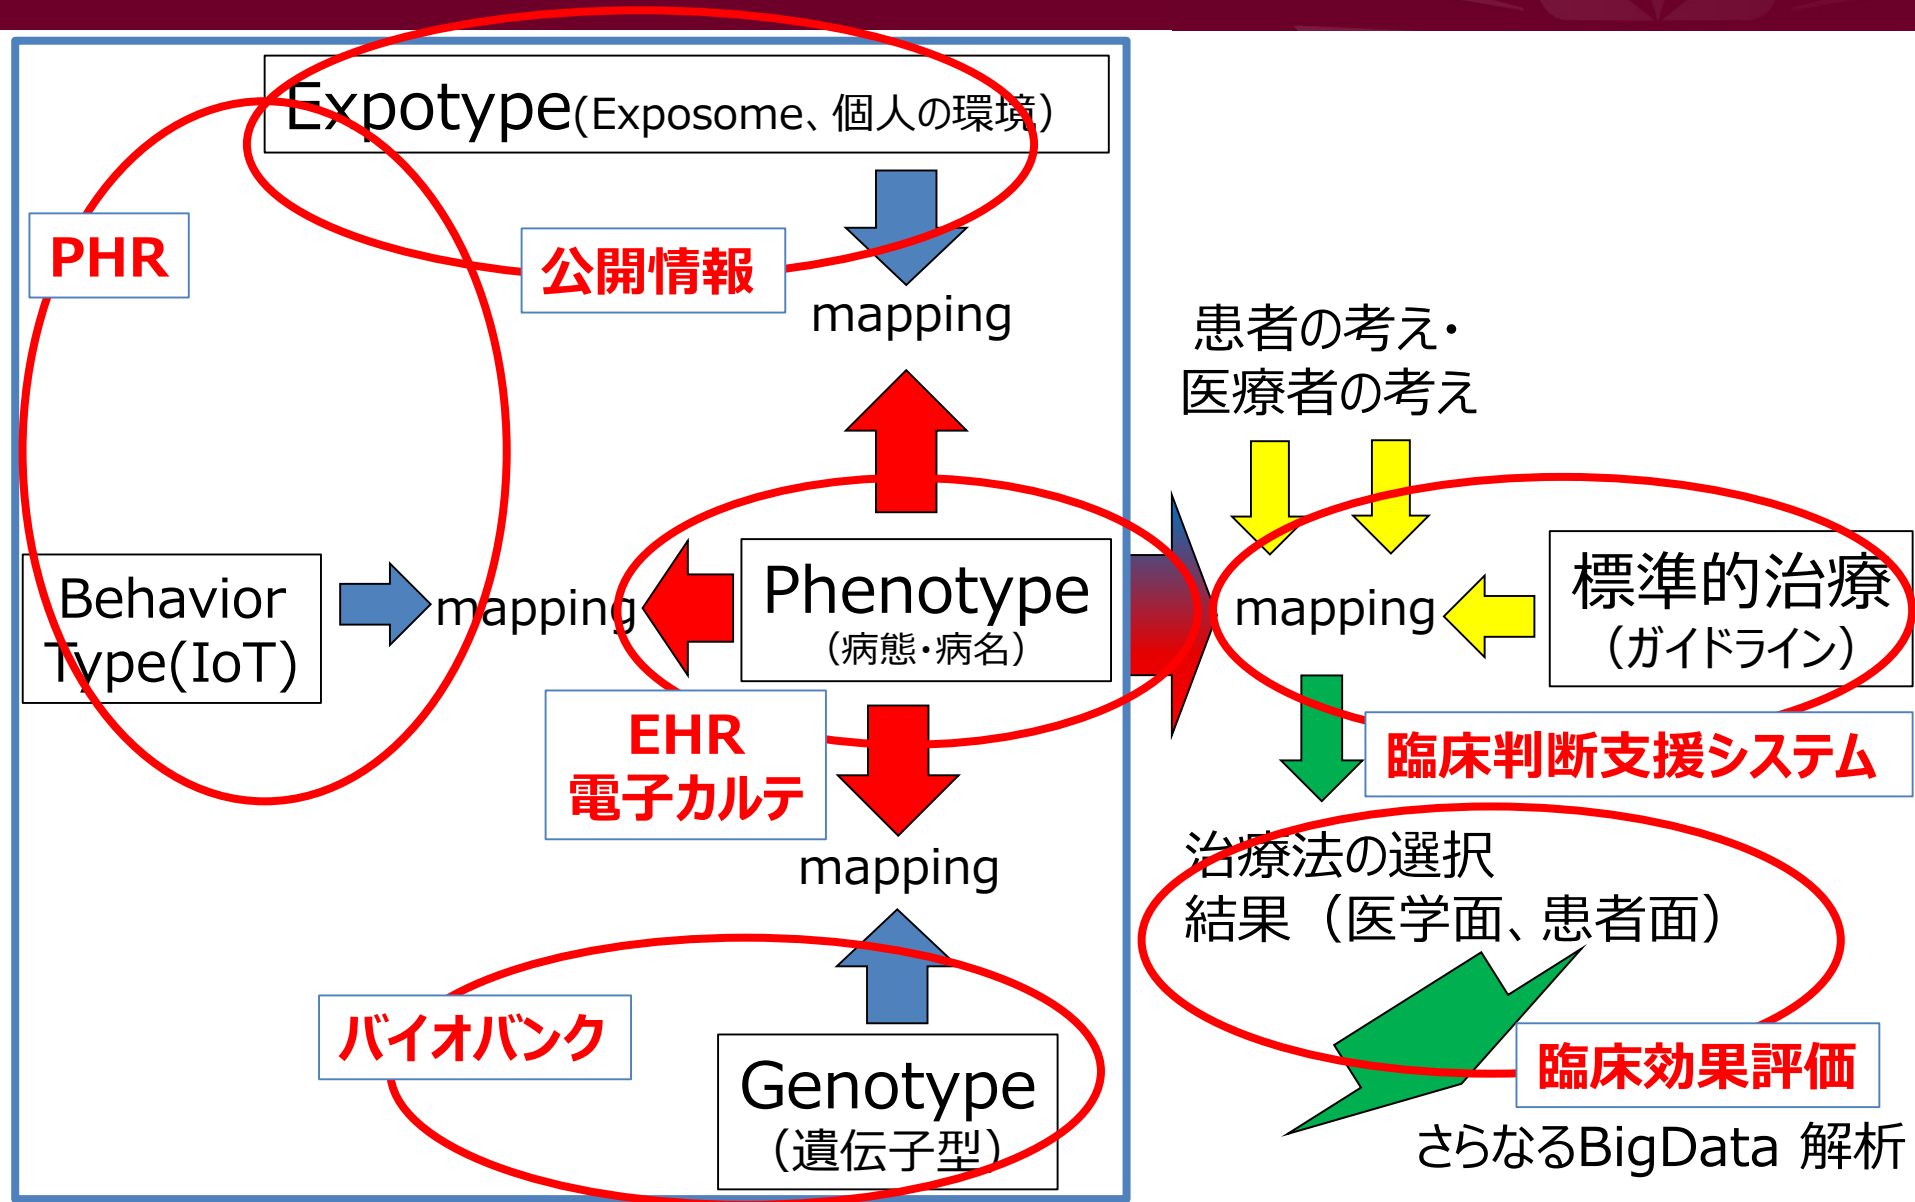 Expotype(Exposome、個人の環境)
PHR
公開情報
mapping
患者の考え・
医療者の考え
Behavior
Type(IoT)
mapping
Phenotype
(病態・病名)
mapping
標準的治療
(ガイドライン)
EHR
電子カルテ
臨床判断支援システム
mapping
治療法の選択
結果(医学面、患者面)
バイオバンク
Genotype
(遺伝子型)
臨床効果評価
さらなるBigData 解析